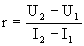 r = (U₂ - U₁) / (I₂ - I₁)